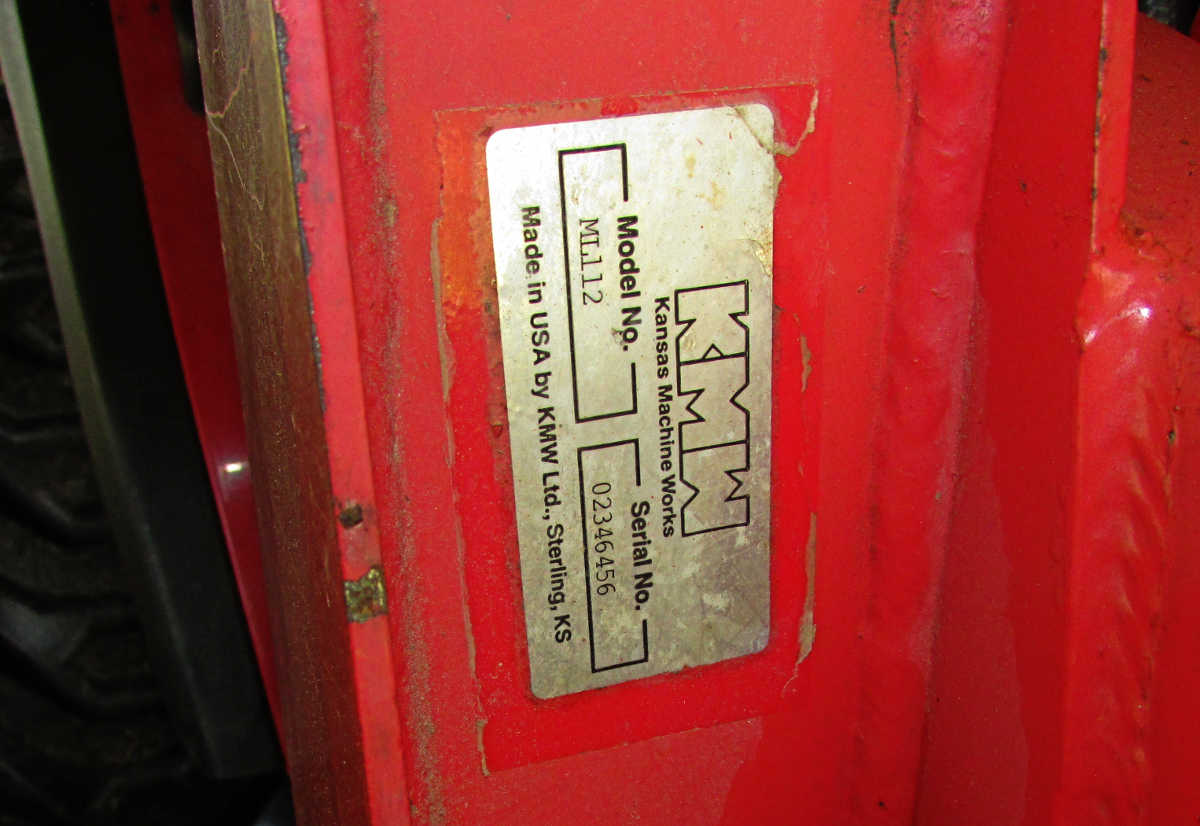 KMW
Kansas Machine Works
Model No. Serial No.
ML112 02346456
Made in USA by KMW Ltd., Sterling, KS